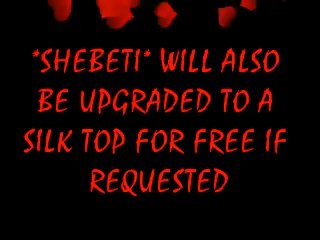 *SHEBETI* WILL ALSO
BE UPGRADED TO A
SILK TOP FOR FREE IF
REQUESTED